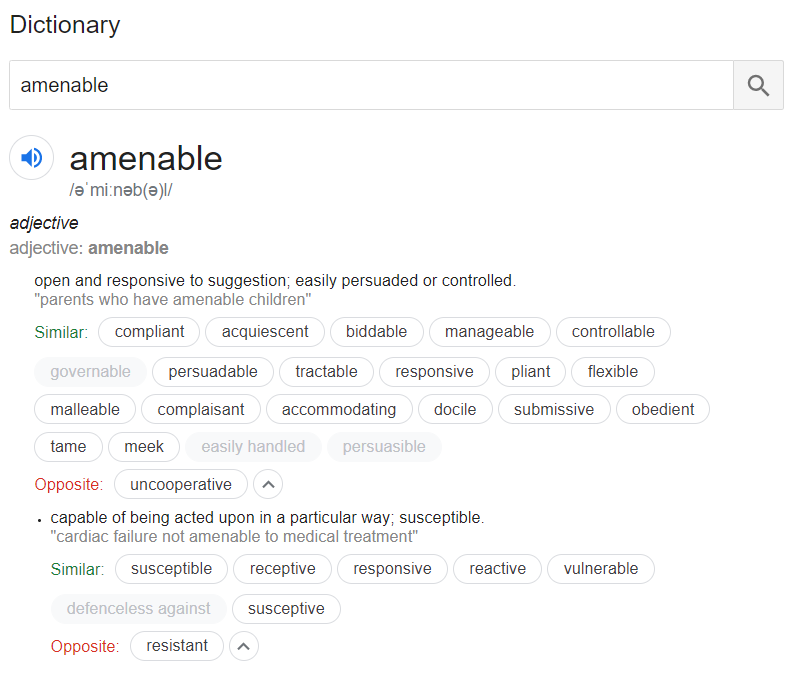 Dictionary
amenable
amenable
/əˈmiːnəb(ə)l/
adjective
adjective: amenable
open and responsive to suggestion; easily persuaded or controlled.
"parents who have amenable children"
Similar: compliant acquiescent biddable manageable controllable
governable persuadable tractable responsive pliant flexible
malleable complaisant accommodating docile submissive obedient
tame meek easily handled persuasible
Opposite: uncooperative
• capable of being acted upon in a particular way; susceptible.
"cardiac failure not amenable to medical treatment"
Similar: susceptible receptive responsive reactive vulnerable
defenceless against susceptive
Opposite: resistant